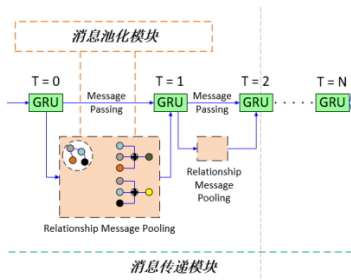 消息池化模块
T = 0
T = 1
T = 2
T = N
GRU
Message Passing
GRU
Message Passing
GRU
GRU
Relationship Message Pooling
Relationship
Message
Pooling
消息传递模块